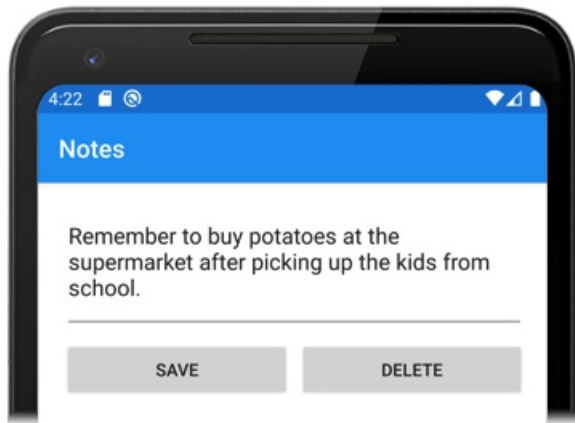 4:22
Notes
Remember to buy potatoes at the
supermarket after picking up the kids from
school.
SAVE
DELETE